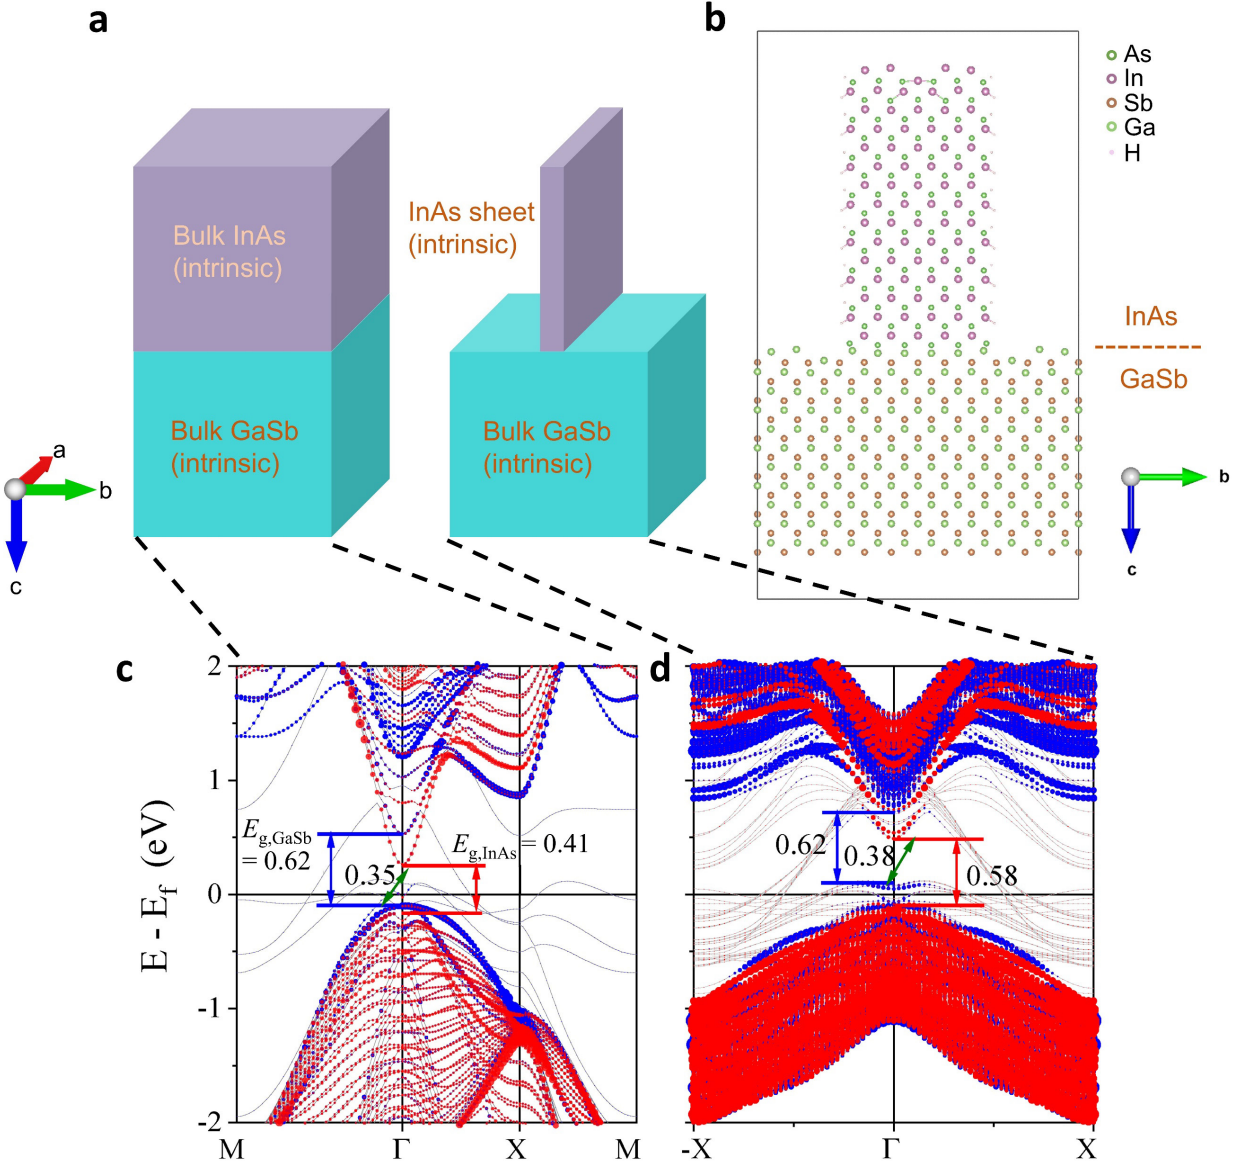 a
b
Bulk InAs
(intrinsic)
InAs sheet
(intrinsic)
Bulk GaSb
(intrinsic)
Bulk GaSb
(intrinsic)
a
b
c
As
In
Sb
Ga
H
InAs
GaSb
b
c
c
d
E - E_f (eV)
2
1
0
-1
-2
E_g,GaSb
= 0.62
0.35
E_g,InAs = 0.41
M
Γ
X
M
0.62
0.38
0.58
-X
Γ
X